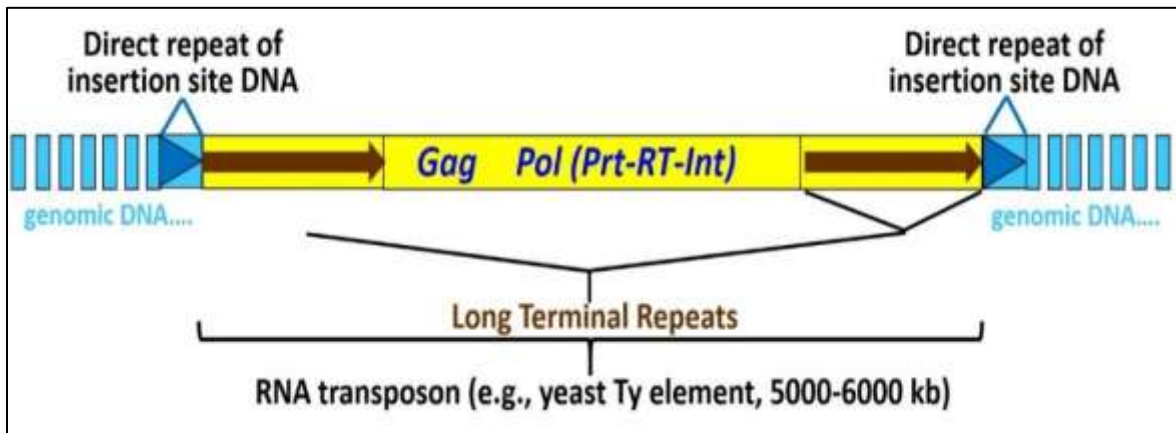 Direct repeat of
insertion site DNA
Direct repeat of
insertion site DNA
Gag Pol (Prt-RT-Int)
genomic DNA....
genomic DNA....
Long Terminal Repeats
RNA transposon (e.g., yeast Ty element, 5000-6000 kb)